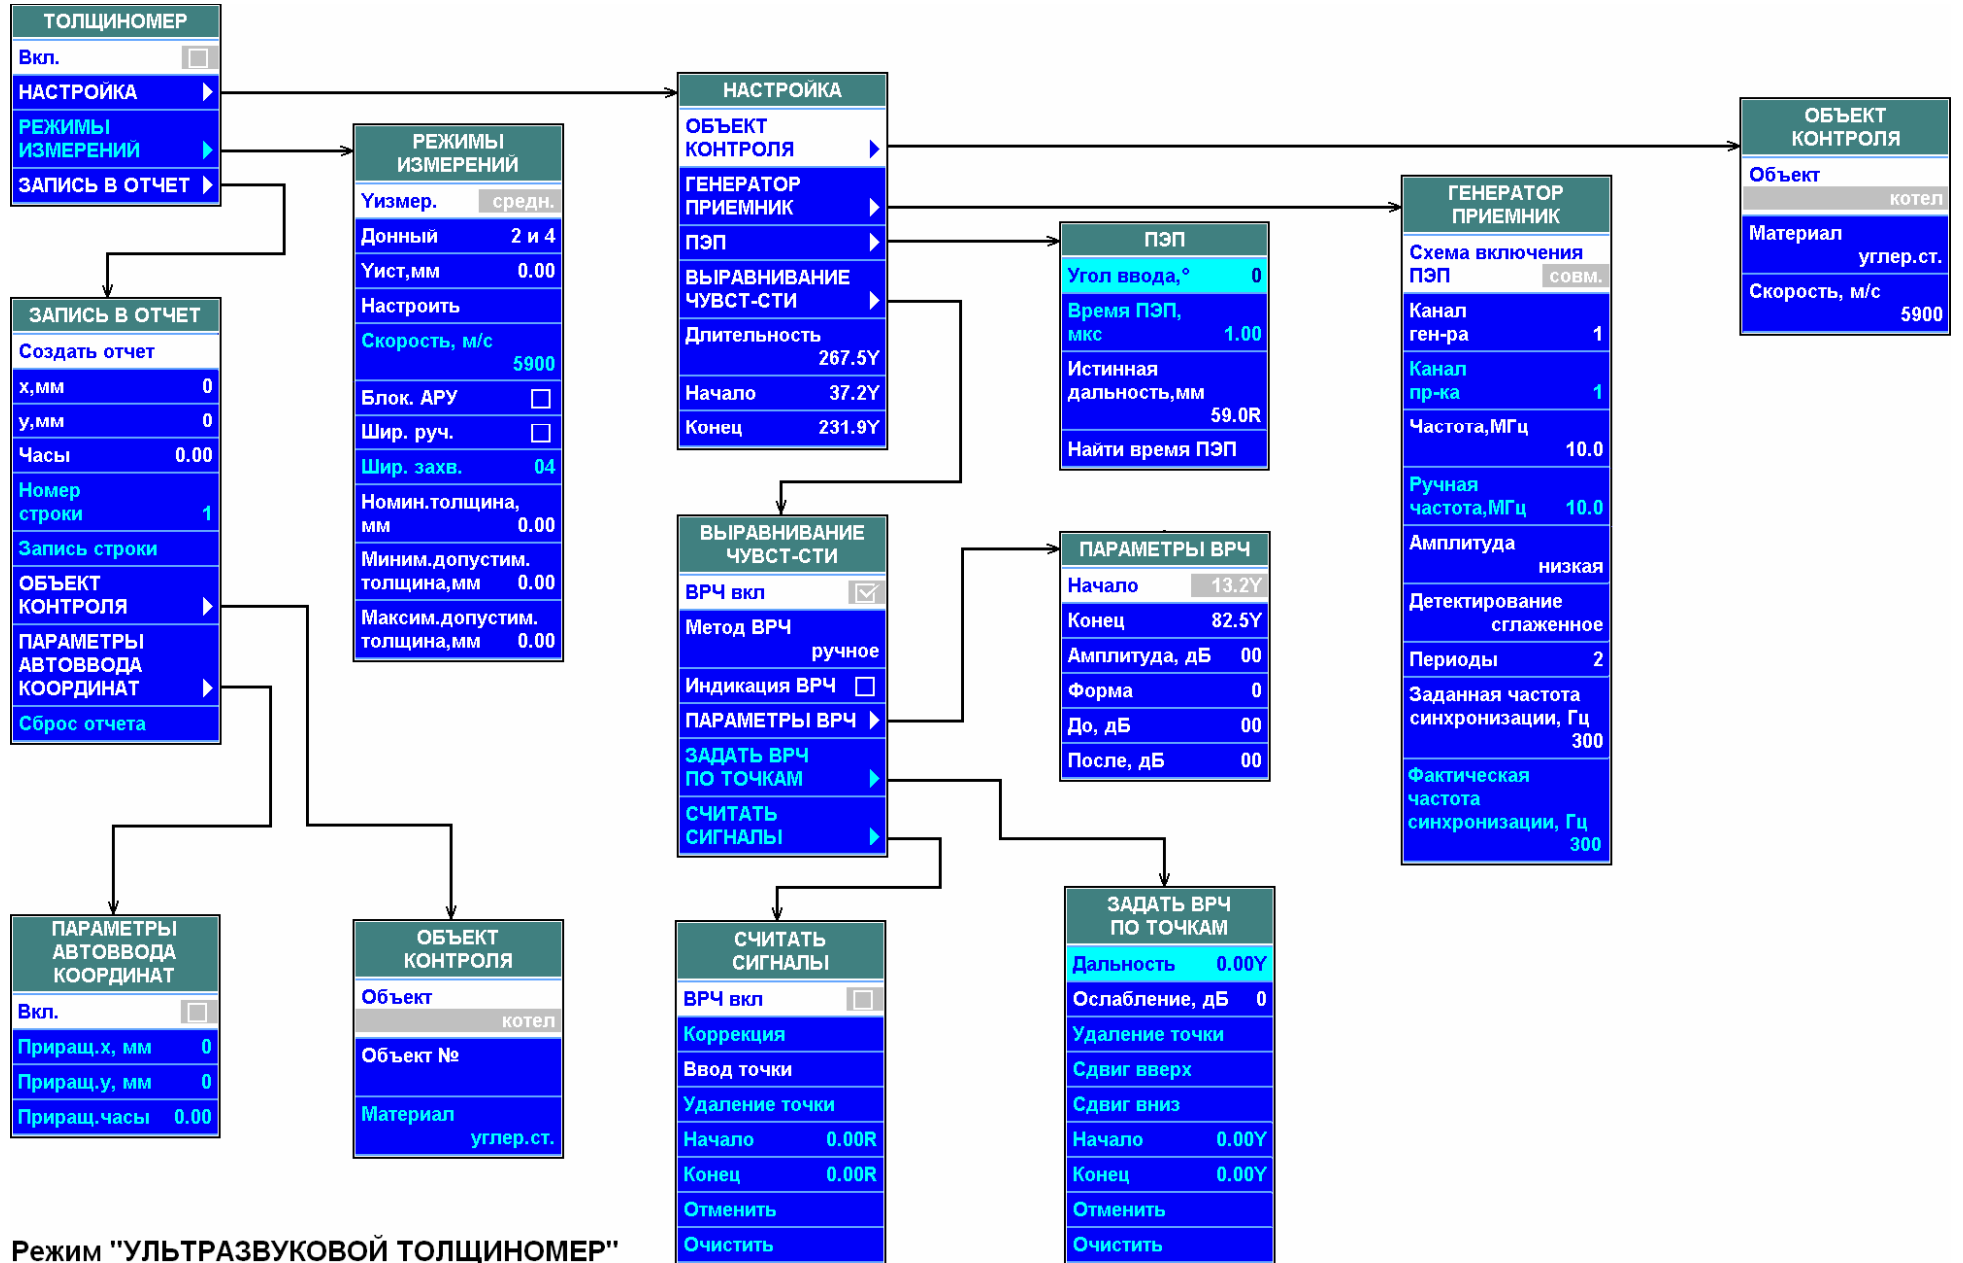 ТОЛЩИНОМЕР
Вкл.
НАСТРОЙКА
РЕЖИМЫ
ИЗМЕРЕНИЙ
ЗАПИСЬ В ОТЧЕТ
ЗАПИСЬ В ОТЧЕТ
Создать отчет
x,мм 0
y,мм 0
Часы 0.00
Номер
строки 1
Запись строки
ОБЪЕКТ
КОНТРОЛЯ
ПАРАМЕТРЫ
АВТОВВОДА
КООРДИНАТ
Сброс отчета
ПАРАМЕТРЫ
АВТОВВОДА
КООРДИНАТ
Вкл.
Приращ.x, мм 0
Приращ.y, мм 0
Приращ.часы 0.00
РЕЖИМЫ
ИЗМЕРЕНИЙ
Yизмер. средн.
Донный 2 и 4
Yист,мм 0.00
Настроить
Скорость, м/с
5900
Блок. АРУ
Шир. руч.
Шир. захв. 04
Номин.толщина,
мм 0.00
Миним.допустим.
толщина,мм 0.00
Максим.допустим.
толщина,мм 0.00
ОБЪЕКТ
КОНТРОЛЯ
Объект
котел
Объект №
Материал
углер.ст.
НАСТРОЙКА
ОБЪЕКТ
КОНТРОЛЯ
ГЕНЕРАТОР
ПРИЕМНИК
ПЭП
ВЫРАВНИВАНИЕ
ЧУВСТ-СТИ
Длительность
267.5Y
Начало 37.2Y
Конец 231.9Y
ВЫРАВНИВАНИЕ
ЧУВСТ-СТИ
ВРЧ вкл
Метод ВРЧ
ручное
Индикация ВРЧ
ПАРАМЕТРЫ ВРЧ
ЗАДАТЬ ВРЧ
ПО ТОЧКАМ
СЧИТАТЬ
СИГНАЛЫ
СЧИТАТЬ
СИГНАЛЫ
ВРЧ вкл
Коррекция
Ввод точки
Удаление точки
Начало 0.00R
Конец 0.00R
Отменить
Очистить
ПЭП
Угол ввода,° 0
Время ПЭП,
мкс 1.00
Истинная
дальность,мм
59.0R
Найти время ПЭП
ПАРАМЕТРЫ ВРЧ
Начало 13.2Y
Конец 82.5Y
Амплитуда, дБ 00
Форма 0
До, дБ 00
После, дБ 00
ЗАДАТЬ ВРЧ
ПО ТОЧКАМ
Дальность 0.00Y
Ослабление, дБ 0
Удаление точки
Сдвиг вверх
Сдвиг вниз
Начало 0.00Y
Конец 0.00Y
Отменить
Очистить
ГЕНЕРАТОР
ПРИЕМНИК
Схема включения
ПЭП совм.
Канал
ген-ра 1
Канал
пр-ка 1
Частота,МГц
10.0
Ручная
частота,МГц 10.0
Амплитуда
низкая
Детектирование
сглаженное
Периоды 2
Заданная частота
синхронизации, Гц
300
Фактическая
частота
синхронизации, Гц
300
ОБЪЕКТ
КОНТРОЛЯ
Объект
котел
Материал
углер.ст.
Скорость, м/с
5900
Режим "УЛЬТРАЗВУКОВОЙ ТОЛЩИНОМЕР"